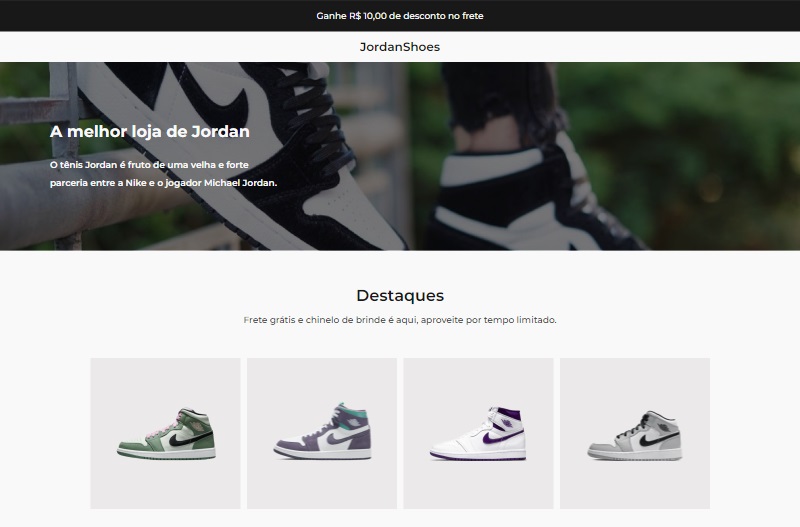 Ganhe R$ 10,00 de desconto no frete
JordanShoes
A melhor loja de Jordan
O tênis Jordan é fruto de uma velha e forte
parceria entre a Nike e o jogador Michael Jordan.
Destaques
Frete grátis e chinelo de brinde é aqui, aproveite por tempo limitado.